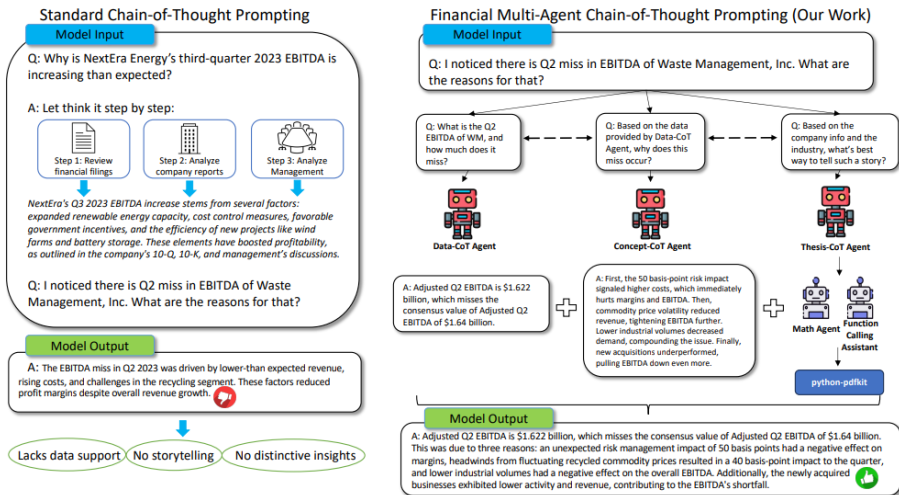 Standard Chain-of-Thought Prompting
Model Input
Q: Why is NextEra Energy's third-quarter 2023 EBITDA is
increasing than expected?
A: Let think it step by step:
Step 1: Review
financial filings
Step 2: Analyze
company reports
Step 3: Analyze
Management
NextEra's Q3 2023 EBITDA increase stems from several factors:
expanded renewable energy capacity, cost control measures, favorable
government incentives, and the efficiency of new projects like wind
farms and battery storage. These elements have boosted profitability,
as outlined in the company's 10-Q, 10-K, and management's discussions.
Q: I noticed there is Q2 miss in EBITDA of Waste
Management, Inc. What are the reasons for that?
Model Output
A: The EBITDA miss in Q2 2023 was driven by lower-than expected revenue,
rising costs, and challenges in the recycling segment. These factors reduced
profit margins despite overall revenue growth.
Lacks data support
No storytelling
No distinctive insights
Financial Multi-Agent Chain-of-Thought Prompting (Our Work)
Model Input
Q: I noticed there is Q2 miss in EBITDA of Waste Management, Inc. What are
the reasons for that?
Q: What is the Q2
EBITDA of WM, and
how much does it
miss?
Q: Based on the data
provided by Data-CoT
Agent, why does this
miss occur?
Q: Based on the
company info and the
industry, what's best
way to tell such a story?
Data-CoT Agent
Concept-CoT Agent
Thesis-CoT Agent
A: Adjusted Q2 EBITDA is $1.622
billion, which misses the
consensus value of Adjusted Q2
EBITDA of $1.64 billion.
A: First, the 50 basis-point risk impact
signaled higher costs, which immediately
hurts margins and EBITDA. Then,
commodity price volatility reduced
revenue, tightening EBITDA further.
Lower industrial volumes decreased
demand, compounding the issue. Finally,
new acquisitions underperformed,
pulling EBITDA down even more.
Math Agent
Function
Calling
Assistant
python-pdfkit
Model Output
A: Adjusted Q2 EBITDA is $1.622 billion, which misses the consensus value of Adjusted Q2 EBITDA of $1.64 billion.
This was due to three reasons: an unexpected risk management impact of 50 basis points had a negative effect on
margins, headwinds from fluctuating recycled commodity prices resulted in a 40 basis-point impact to the quarter,
and lower industrial volumes had a negative effect on the overall EBITDA. Additionally, the newly acquired
businesses exhibited lower activity and revenue, contributing to the EBITDA's shortfall.